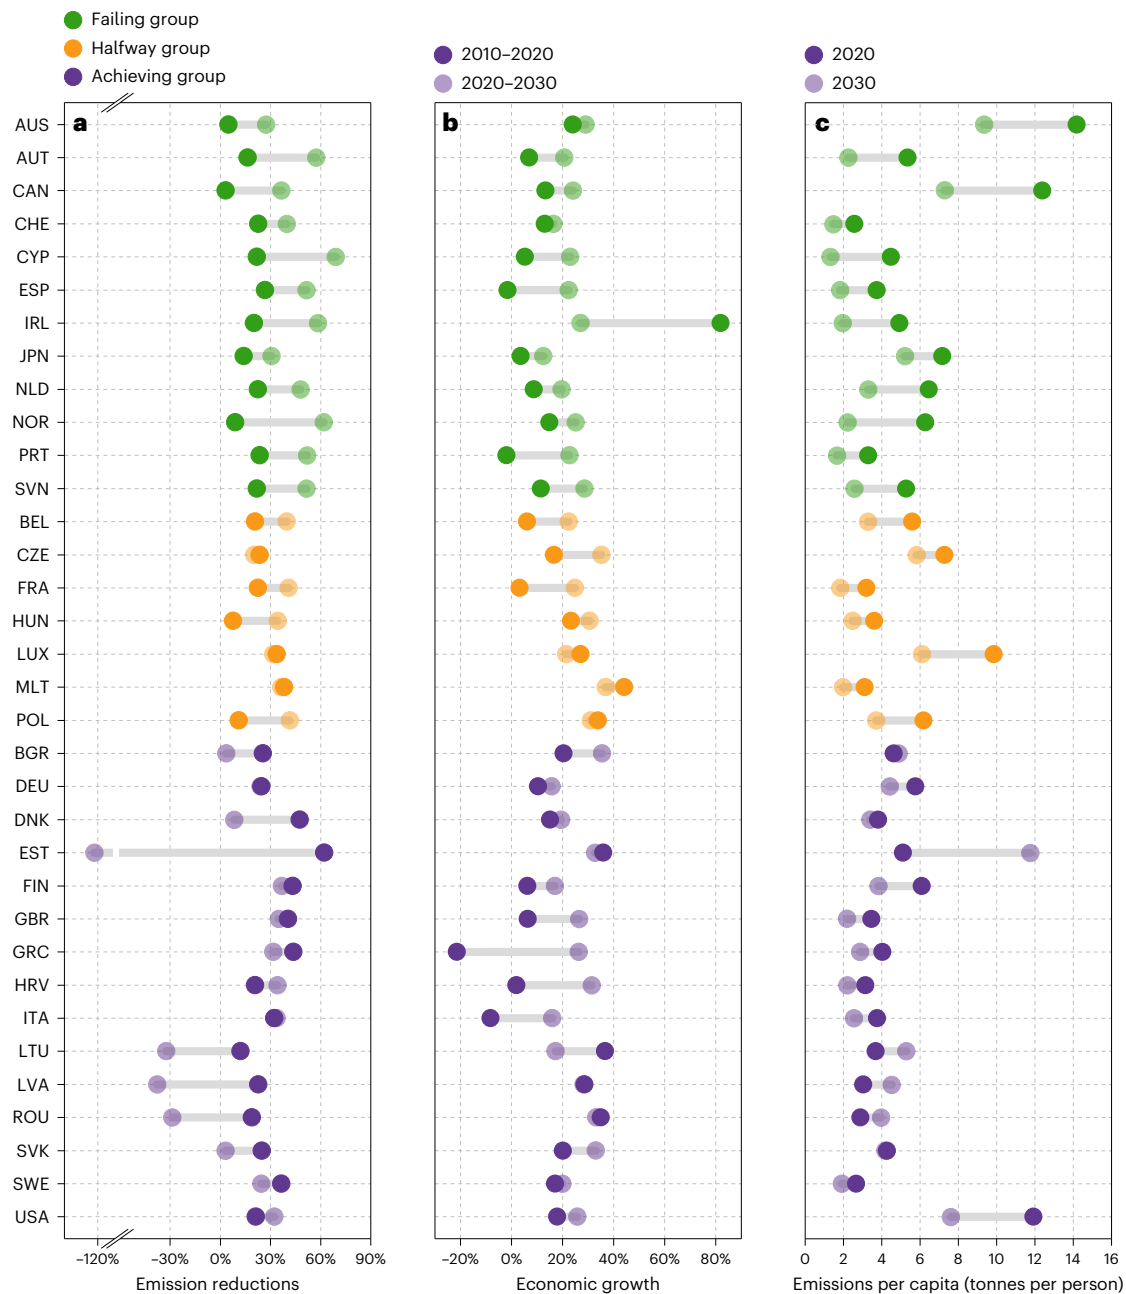 Failing group
Halfway group
Achieving group
2010–2020
2020–2030
2020
2030
a
b
c
AUS
AUT
CAN
CHE
CYP
ESP
IRL
JPN
NLD
NOR
PRT
SVN
BEL
CZE
FRA
HUN
LUX
MLT
POL
BGR
DEU
DNK
EST
FIN
GBR
GRC
HRV
ITA
LTU
LVA
ROU
SVK
SWE
USA
–120% –30% 0% 30% 60% 90%
Emission reductions
–20% 0% 20% 40% 60% 80%
Economic growth
0 2 4 6 8 10 12 14 16
Emissions per capita (tonnes per person)